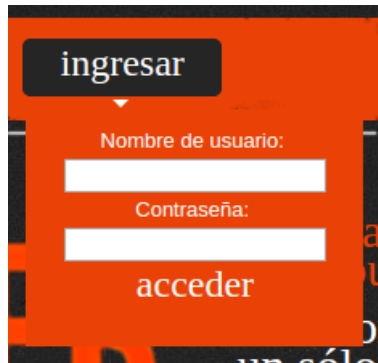 ingresar
Nombre de usuario:
Contraseña:
acceder
un sólo